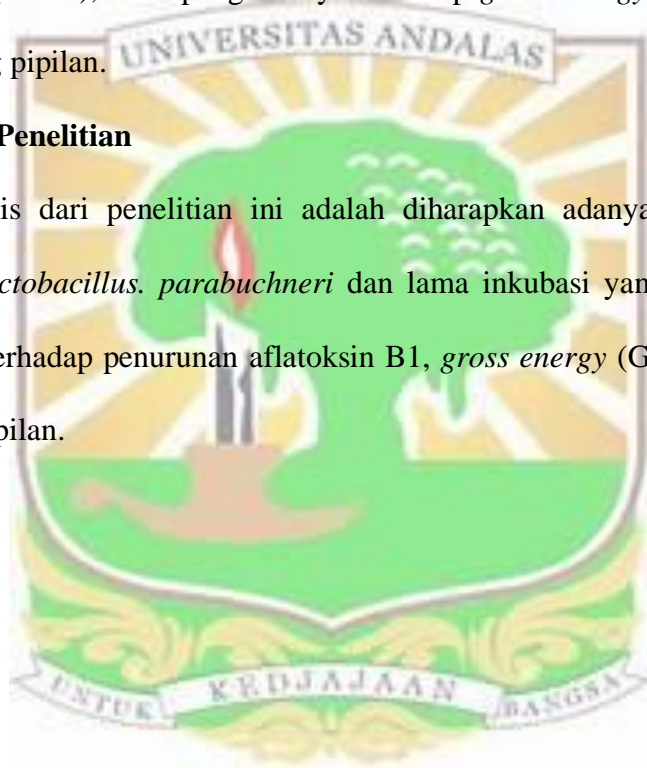 UNIVERSITAS ANDALAS
pipilan.
Penelitian
is dari penelitian ini adalah diharapkan adanya
ctobacillus. parabuchneri dan lama inkubasi yan
erhadap penurunan aflatoksin B1, gross energy (G
pilan.
UNTUK KEDJAJAAN BANGSA